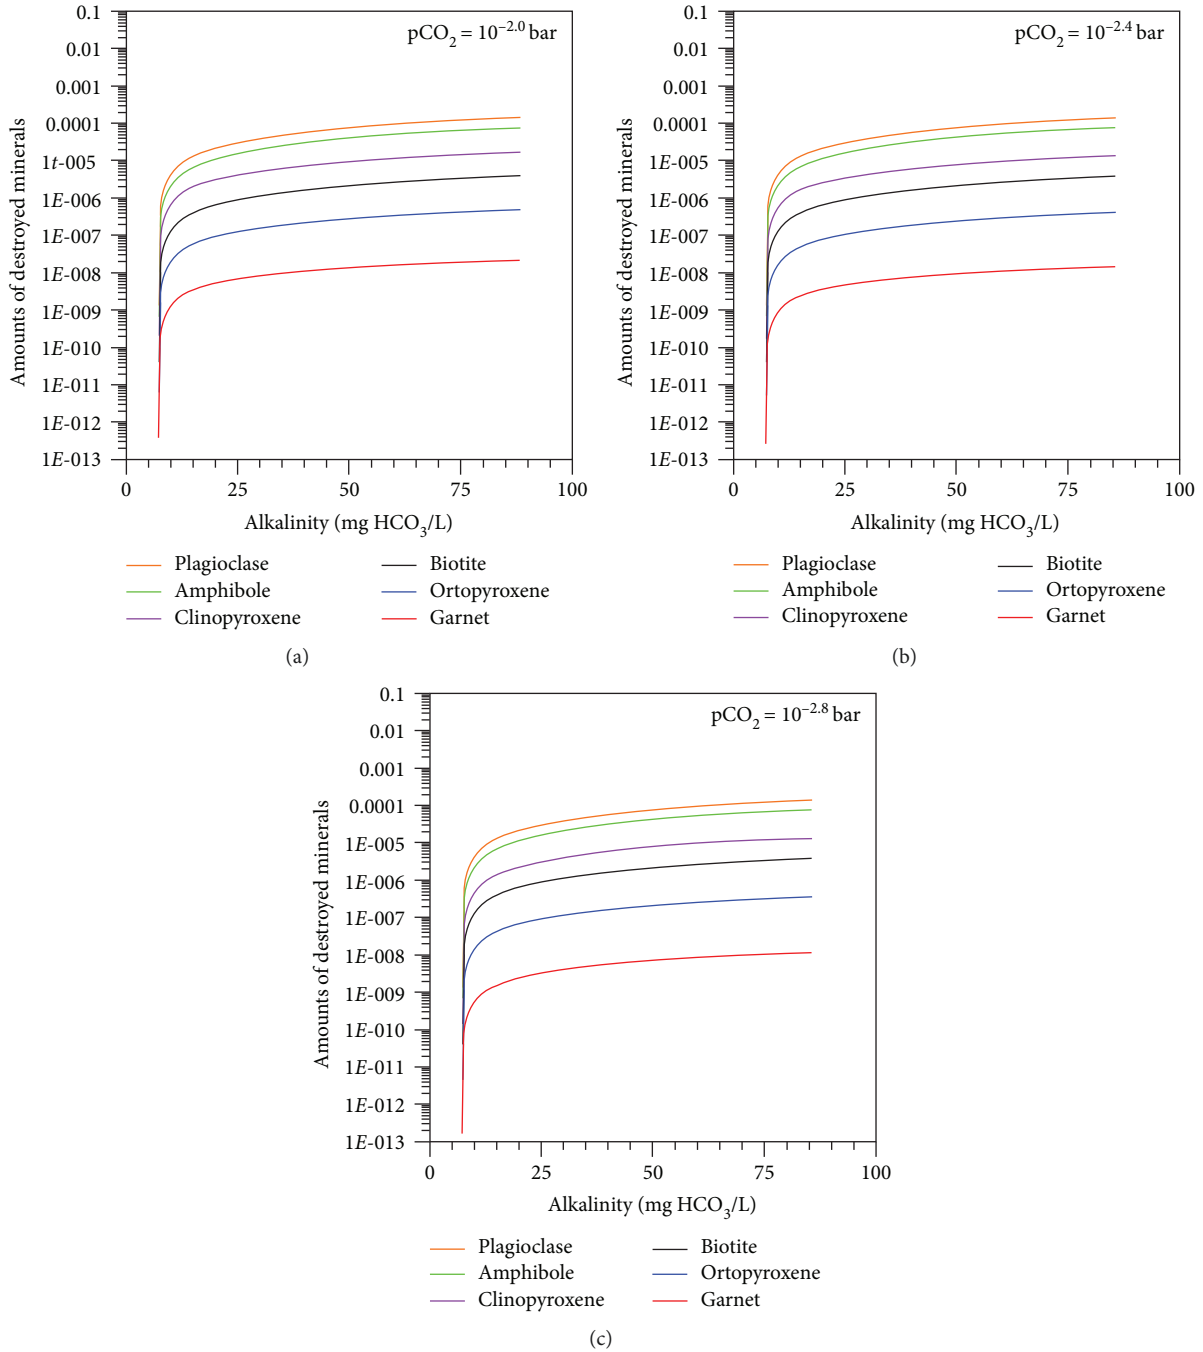 pCO2 = 10−2.0 bar
Amounts of destroyed minerals
0.1
0.01
0.001
0.0001
1t-005
1E-006
1E-007
1E-008
1E-009
1E-010
1E-011
1E-012
1E-013
0 25 50 75 100
Alkalinity (mg HCO3/L)
Plagioclase Biotite
Amphibole Ortopyroxene
Clinopyroxene Garnet
(a)
pCO2 = 10−2.4 bar
Amounts of destroyed minerals
0.1
0.01
0.001
0.0001
1E-005
1E-006
1E-007
1E-008
1E-009
1E-010
1E-011
1E-012
1E-013
0 25 50 75 100
Alkalinity (mg HCO3/L)
Plagioclase Biotite
Amphibole Ortopyroxene
Clinopyroxene Garnet
(b)
pCO2 = 10−2.8 bar
Amounts of destroyed minerals
0.1
0.01
0.001
0.0001
1E-005
1E-006
1E-007
1E-008
1E-009
1E-010
1E-011
1E-012
1E-013
0 25 50 75 100
Alkalinity (mg HCO3/L)
Plagioclase Biotite
Amphibole Ortopyroxene
Clinopyroxene Garnet
(c)